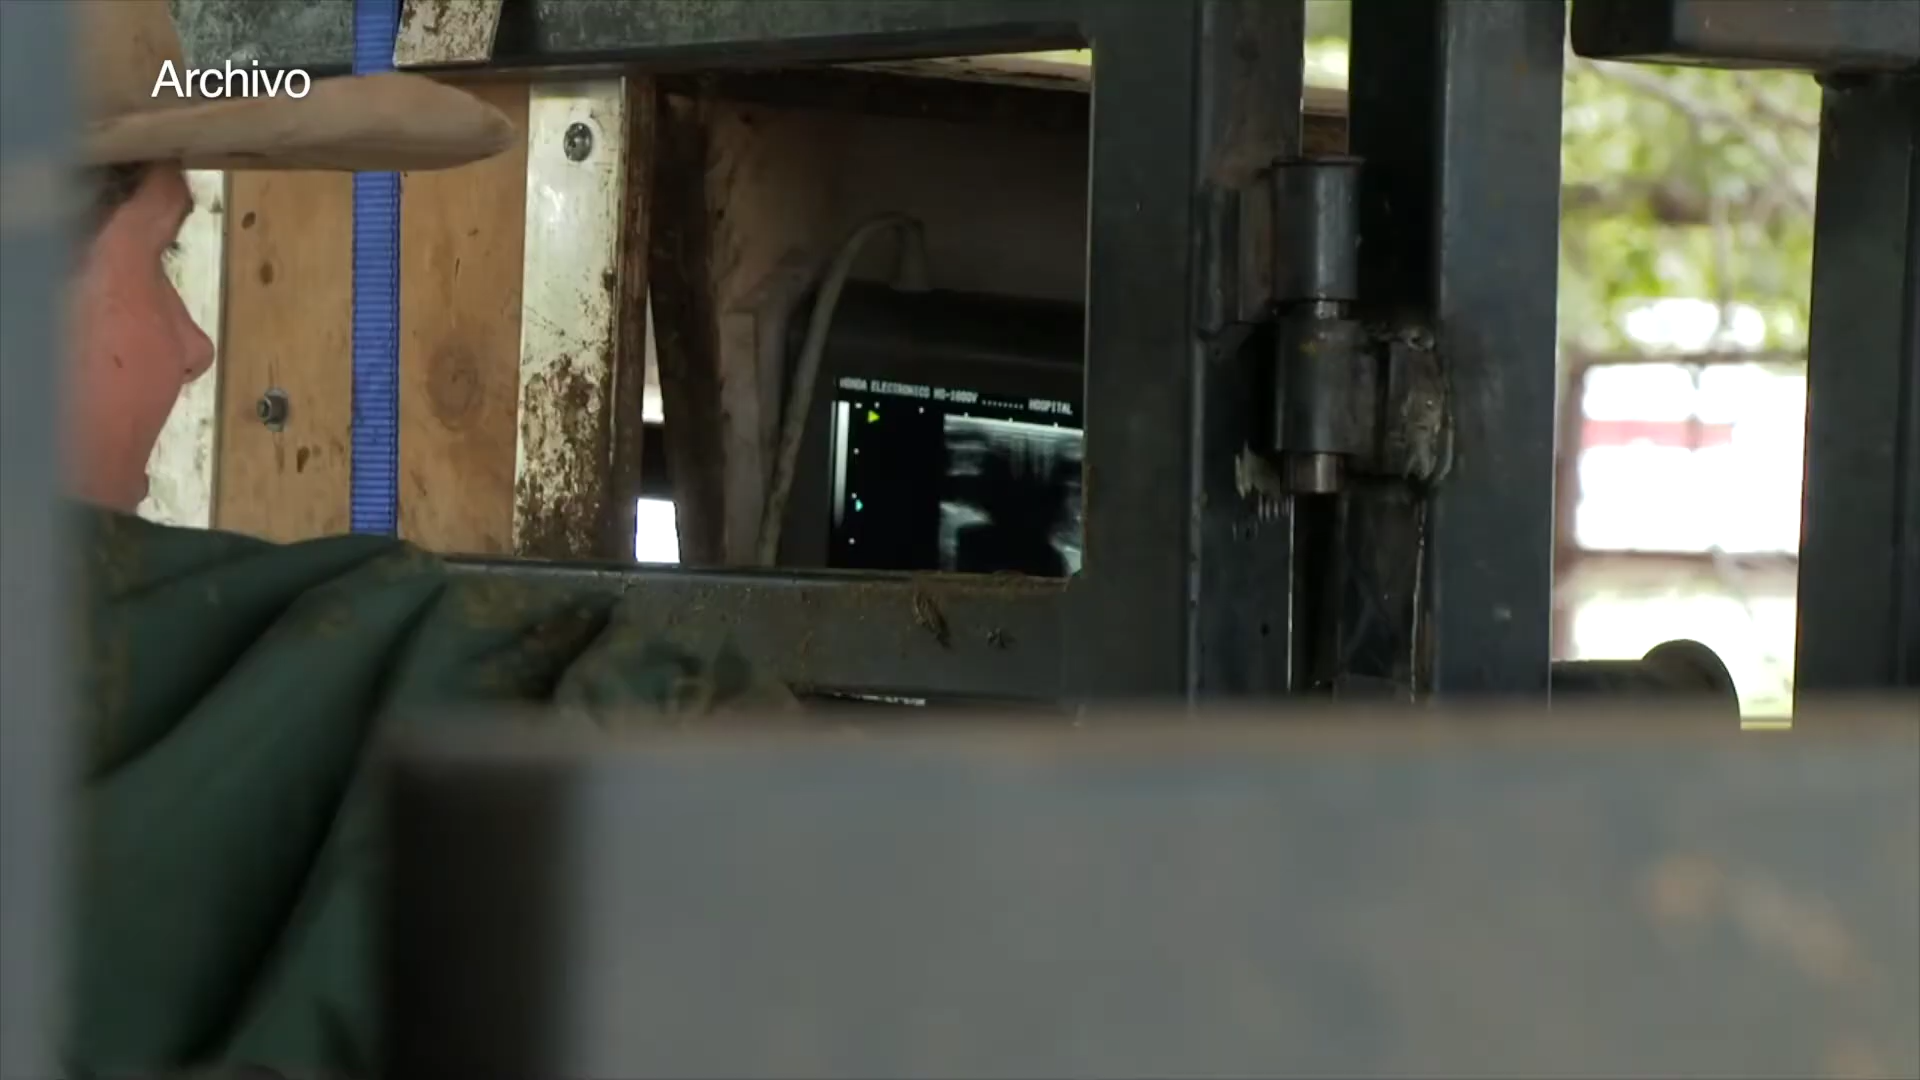 Archivo
HONDA ELECTRONICS HS-1600V ........ HOSPITAL